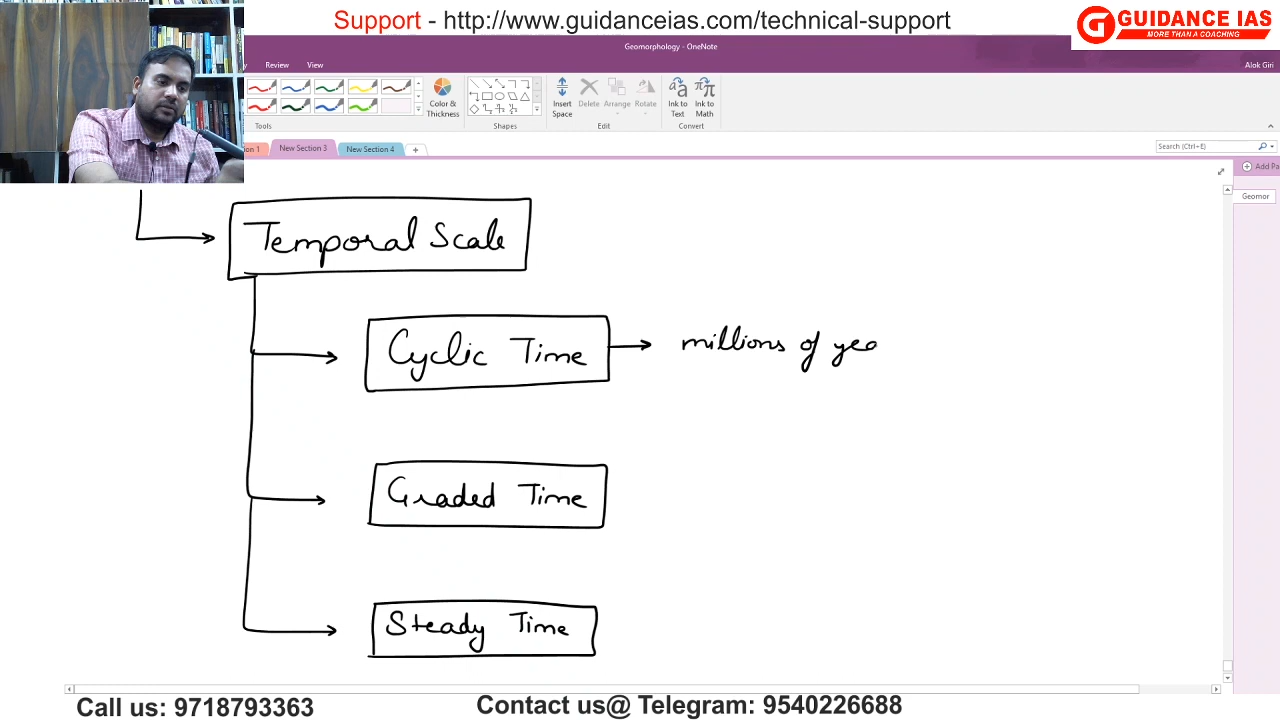 Support - http://www.guidanceias.com/technical-support
GUIDANCE IAS
MORE THAN A COACHING
Geomorphology - OneNote
Review View
Alok Giri
Color & Thickness
Insert Space
Delete
Arrange
Rotate
Ink to Text
Ink to Math
Tools
Shapes
Edit
Convert
ion 1
New Section 3
New Section 4
Search (Ctrl+E)
Add Pa
Geomor
Temporal Scale
Cyclic Time
millions of yea
Graded Time
Steady Time
Call us: 9718793363
Contact us@ Telegram: 9540226688